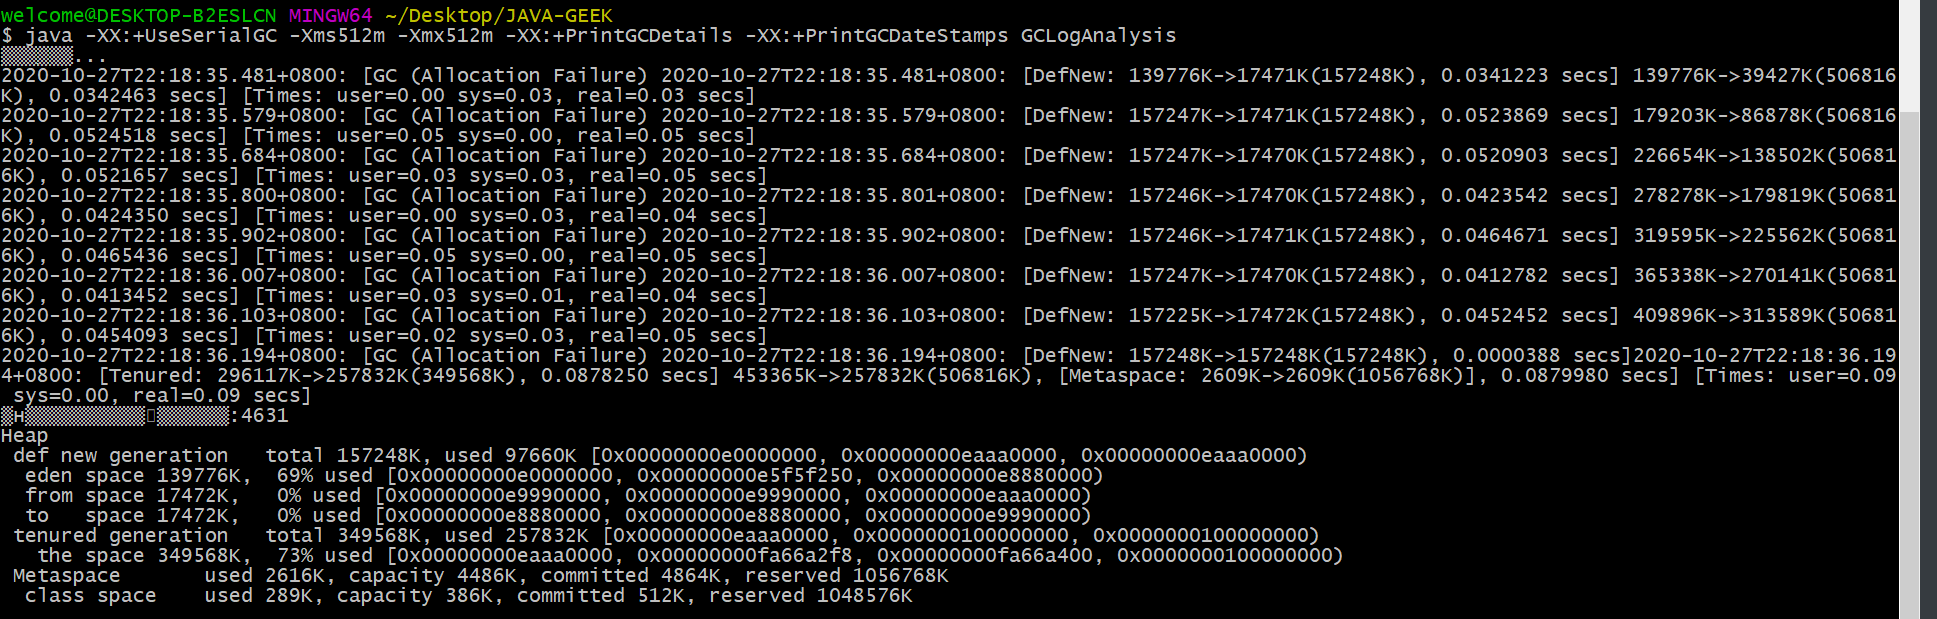 welcome@DESKTOP-B2ESLCN MINGW64 ~/Desktop/JAVA-GEEK
$ java -XX:+UseSerialGC -Xms512m -Xmx512m -XX:+PrintGCDetails -XX:+PrintGCDateStamps GCLogAnalysis
...
2020-10-27T22:18:35.481+0800: [GC (Allocation Failure) 2020-10-27T22:18:35.481+0800: [DefNew: 139776K->17471K(157248K), 0.0341223 secs] 139776K->39427K(506816
K), 0.0342463 secs] [Times: user=0.00 sys=0.03, real=0.03 secs]
2020-10-27T22:18:35.579+0800: [GC (Allocation Failure) 2020-10-27T22:18:35.579+0800: [DefNew: 157247K->17471K(157248K), 0.0523869 secs] 179203K->86878K(506816
K), 0.0524518 secs] [Times: user=0.05 sys=0.00, real=0.05 secs]
2020-10-27T22:18:35.684+0800: [GC (Allocation Failure) 2020-10-27T22:18:35.684+0800: [DefNew: 157247K->17470K(157248K), 0.0520903 secs] 226654K->138502K(50681
6K), 0.0521657 secs] [Times: user=0.03 sys=0.03, real=0.05 secs]
2020-10-27T22:18:35.800+0800: [GC (Allocation Failure) 2020-10-27T22:18:35.801+0800: [DefNew: 157246K->17470K(157248K), 0.0423542 secs] 278278K->179819K(50681
6K), 0.0424350 secs] [Times: user=0.00 sys=0.03, real=0.04 secs]
2020-10-27T22:18:35.902+0800: [GC (Allocation Failure) 2020-10-27T22:18:35.902+0800: [DefNew: 157246K->17471K(157248K), 0.0464671 secs] 319595K->225562K(50681
6K), 0.0465436 secs] [Times: user=0.05 sys=0.00, real=0.05 secs]
2020-10-27T22:18:36.007+0800: [GC (Allocation Failure) 2020-10-27T22:18:36.007+0800: [DefNew: 157247K->17470K(157248K), 0.0412782 secs] 365338K->270141K(50681
6K), 0.0413452 secs] [Times: user=0.03 sys=0.01, real=0.04 secs]
2020-10-27T22:18:36.103+0800: [GC (Allocation Failure) 2020-10-27T22:18:36.103+0800: [DefNew: 157225K->17472K(157248K), 0.0452452 secs] 409896K->313589K(50681
6K), 0.0454093 secs] [Times: user=0.02 sys=0.03, real=0.05 secs]
2020-10-27T22:18:36.194+0800: [GC (Allocation Failure) 2020-10-27T22:18:36.194+0800: [DefNew: 157248K->157248K(157248K), 0.0000388 secs]2020-10-27T22:18:36.19
4+0800: [Tenured: 296117K->257832K(349568K), 0.0878250 secs] 453365K->257832K(506816K), [Metaspace: 2609K->2609K(1056768K)], 0.0879980 secs] [Times: user=0.09
 sys=0.00, real=0.09 secs]
:4631
Heap
 def new generation   total 157248K, used 97660K [0x00000000e0000000, 0x00000000eaaa0000, 0x00000000eaaa0000)
  eden space 139776K,  69% used [0x00000000e0000000, 0x00000000e5f5f250, 0x00000000e8880000)
  from space 17472K,   0% used [0x00000000e9990000, 0x00000000e9990000, 0x00000000eaaa0000)
  to   space 17472K,   0% used [0x00000000e8880000, 0x00000000e8880000, 0x00000000e9990000)
 tenured generation   total 349568K, used 257832K [0x00000000eaaa0000, 0x0000000100000000, 0x0000000100000000)
   the space 349568K,  73% used [0x00000000eaaa0000, 0x00000000fa66a2f8, 0x00000000fa66a400, 0x0000000100000000)
 Metaspace       used 2616K, capacity 4486K, committed 4864K, reserved 1056768K
  class space    used 289K, capacity 386K, committed 512K, reserved 1048576K